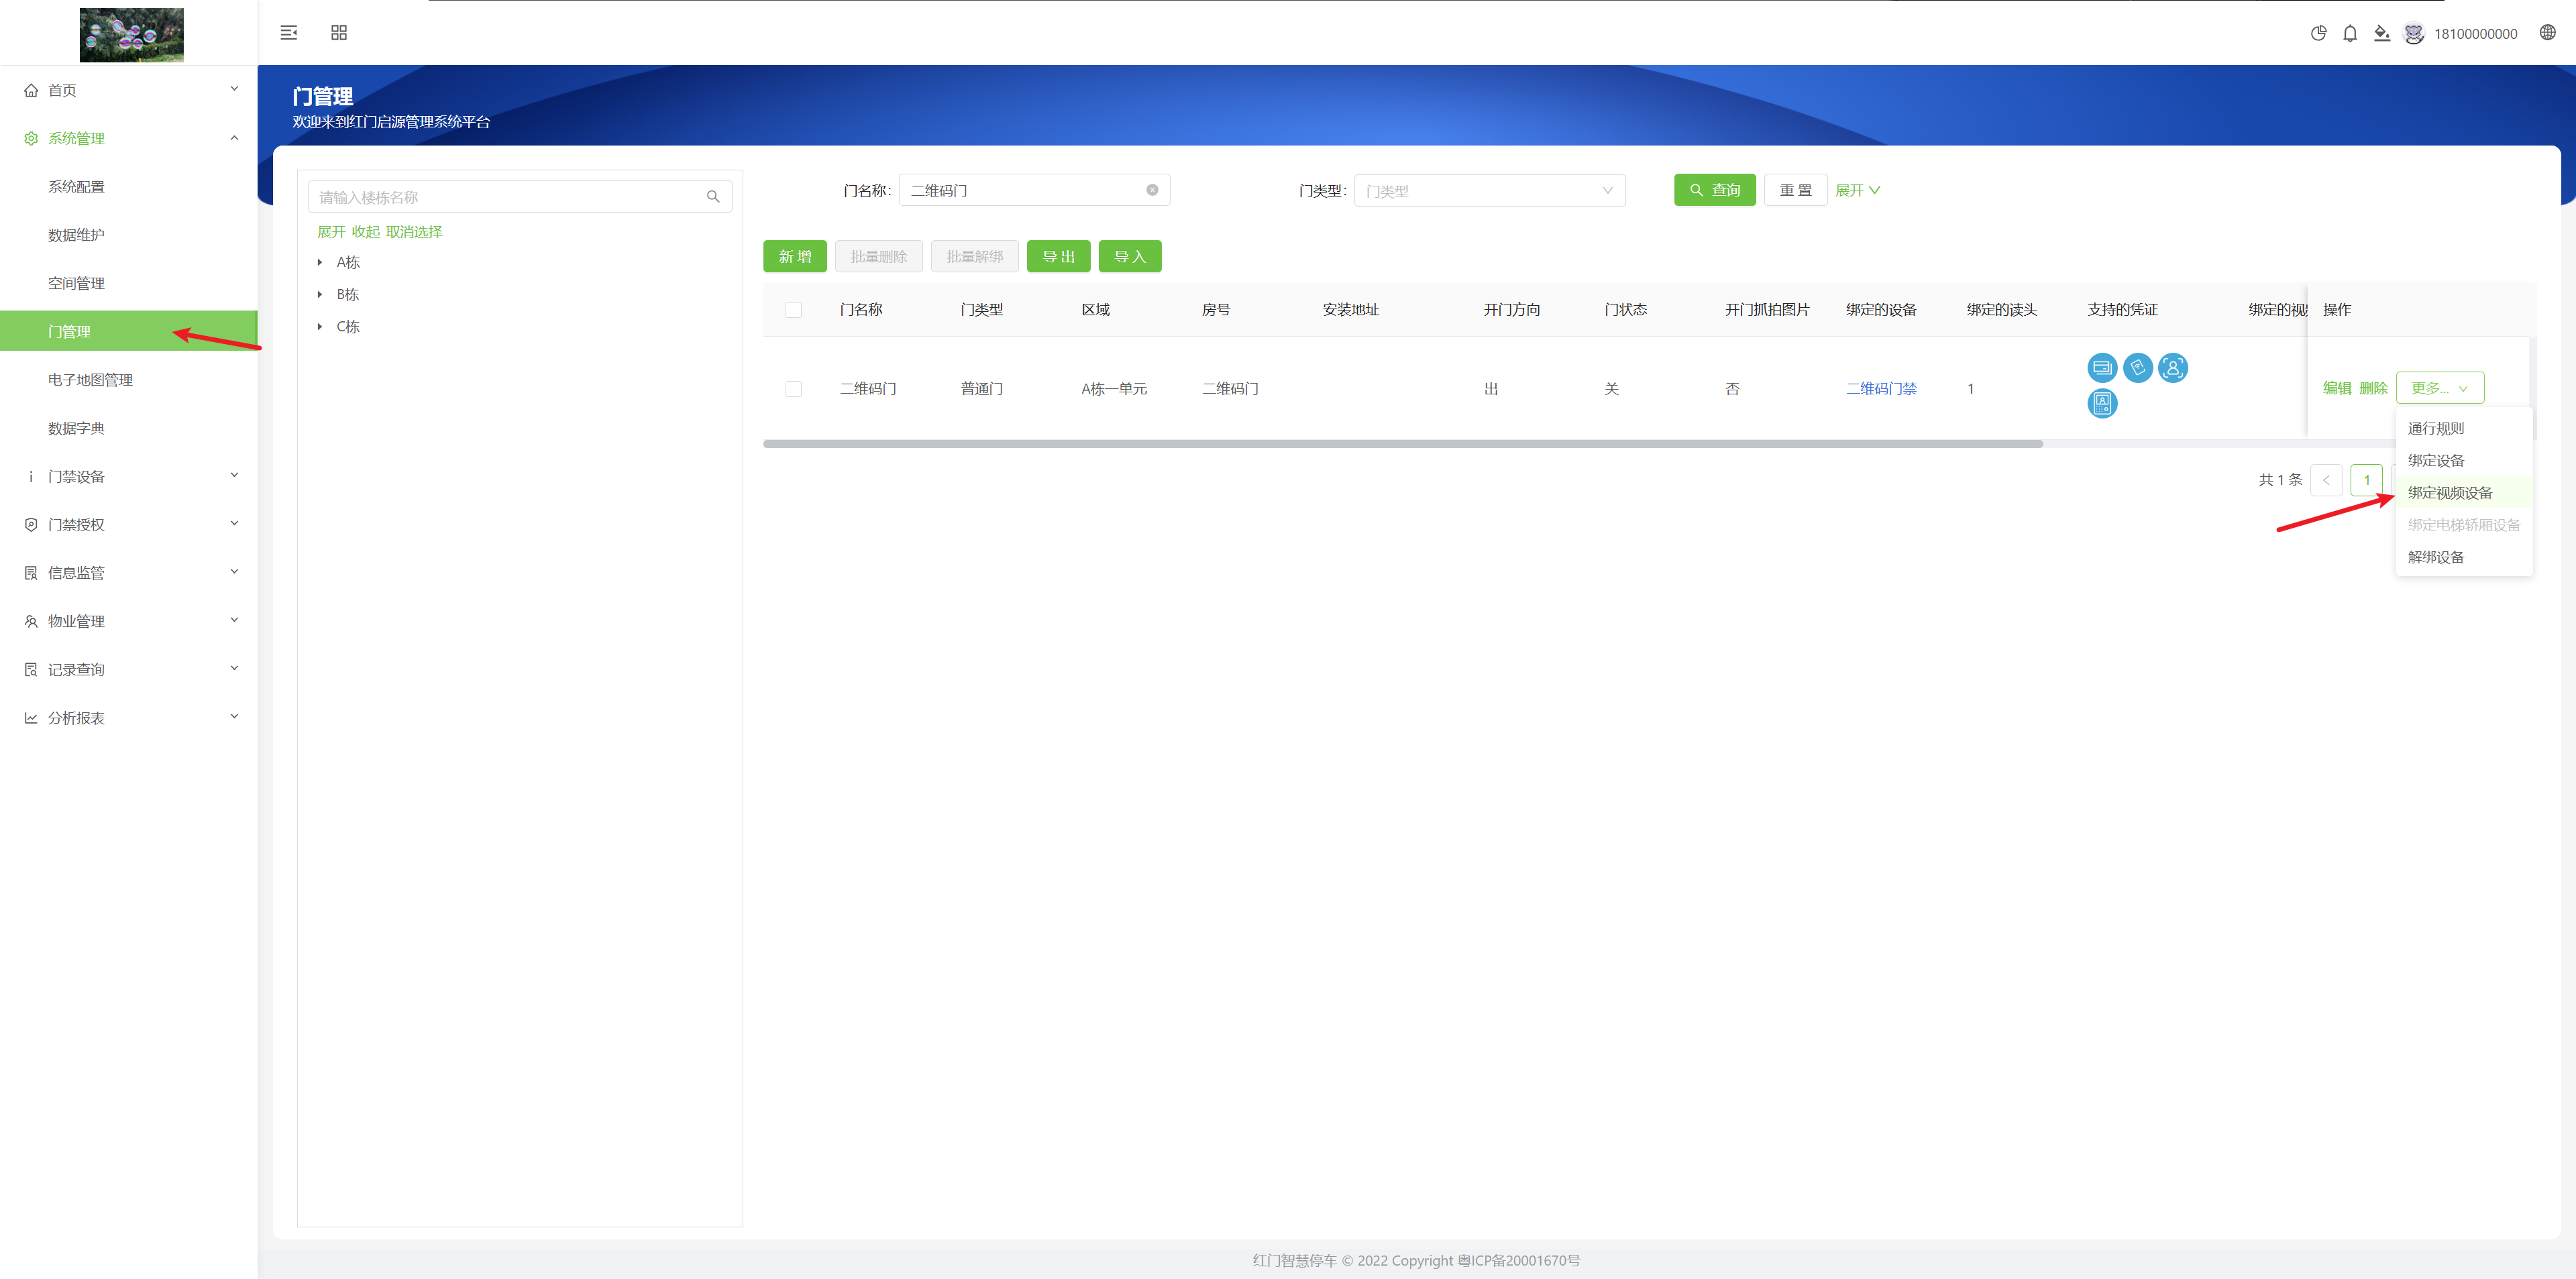 18100000000
首页
系统管理
系统配置
数据维护
空间管理
门管理
电子地图管理
数据字典
门禁设备
门禁授权
信息监管
物业管理
记录查询
分析报表
门管理
欢迎来到红门启源管理系统平台
请输入楼栋名称
展开 收起 取消选择
A栋
B栋
C栋
门名称: 二维码门 门类型: 门类型 查询 重置 展开
新增 批量删除 批量解绑 导出 导入
门名称 门类型 区域 房号 安装地址 开门方向 门状态 开门抓拍图片 绑定的设备 绑定的读头 支持的凭证 绑定的视频 操作
二维码门 普通门 A栋一单元 二维码门 出 关 否 二维码门禁 1 编辑 删除 更多...
通行规则
绑定设备
绑定视频设备
绑定电梯轿厢设备
解绑设备
共 1 条 < 1
红门智慧停车 © 2022 Copyright 粤ICP备20001670号